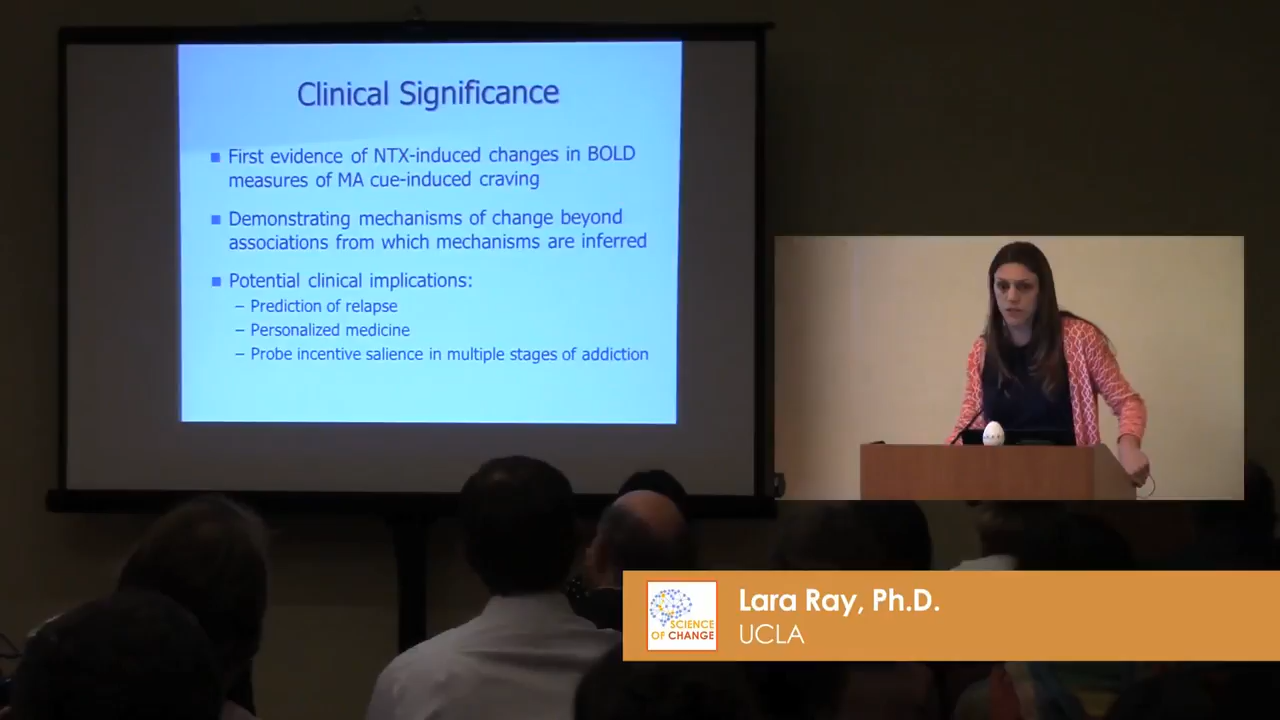 Clinical Significance
■ First evidence of NTX-induced changes in BOLD
measures of MA cue-induced craving
■ Demonstrating mechanisms of change beyond
associations from which mechanisms are inferred
■ Potential clinical implications:
– Prediction of relapse
– Personalized medicine
– Probe incentive salience in multiple stages of addiction
SCIENCE
OF CHANGE
Lara Ray, Ph.D.
UCLA